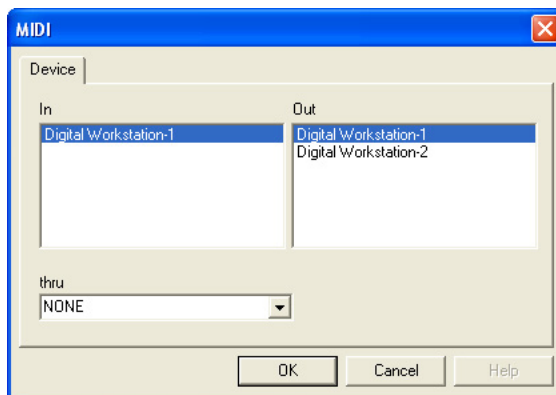 MIDI
Device
In
Out
Digital Workstation-1
Digital Workstation-1
Digital Workstation-2
thru
NONE
OK
Cancel
Help